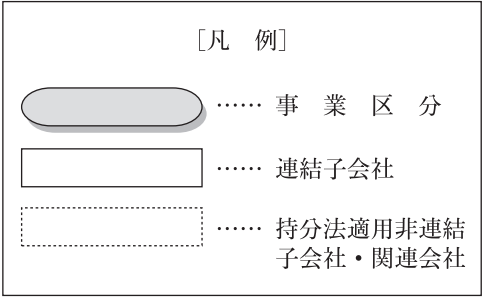 ［凡　例］
…… 事　業　区　分
…… 連結子会社
…… 持分法適用非連結
子会社・関連会社